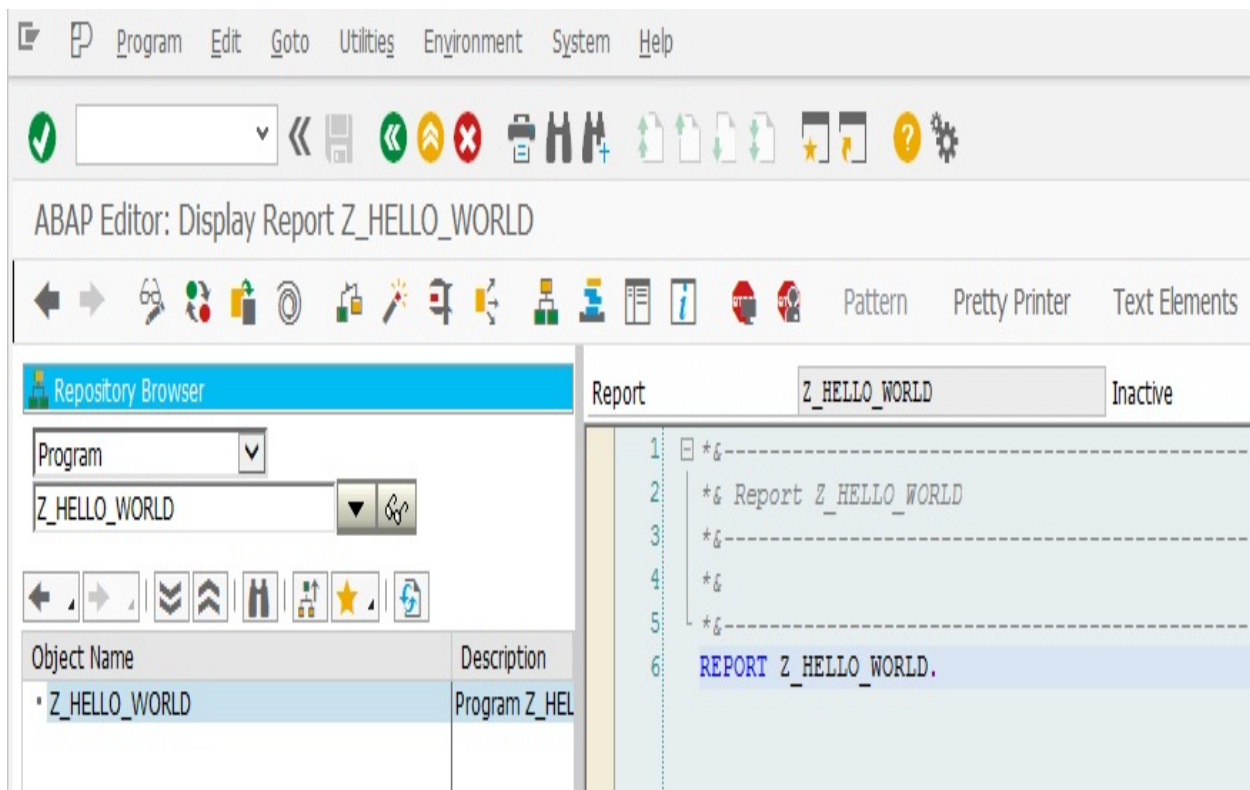 Program Edit Goto Utilities Environment System Help
ABAP Editor: Display Report Z_HELLO_WORLD
Pattern Pretty Printer Text Elements
Repository Browser
Program
Z_HELLO_WORLD
Object Name Description
Z_HELLO_WORLD Program Z_HEL
Report Z_HELLO_WORLD Inactive
1 *&---------------------------------------------
2 *& Report Z_HELLO_WORLD
3 *&---------------------------------------------
4 *&
5 *&---------------------------------------------
6 REPORT Z_HELLO_WORLD.